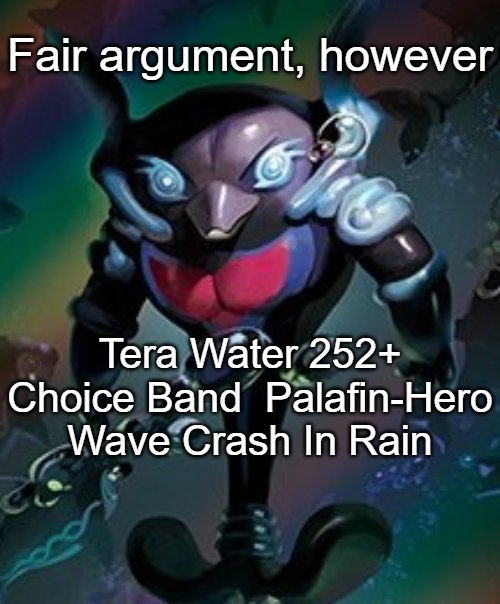 Fair argument, however
Tera Water 252+
Choice Band  Palafin-Hero
Wave Crash In Rain